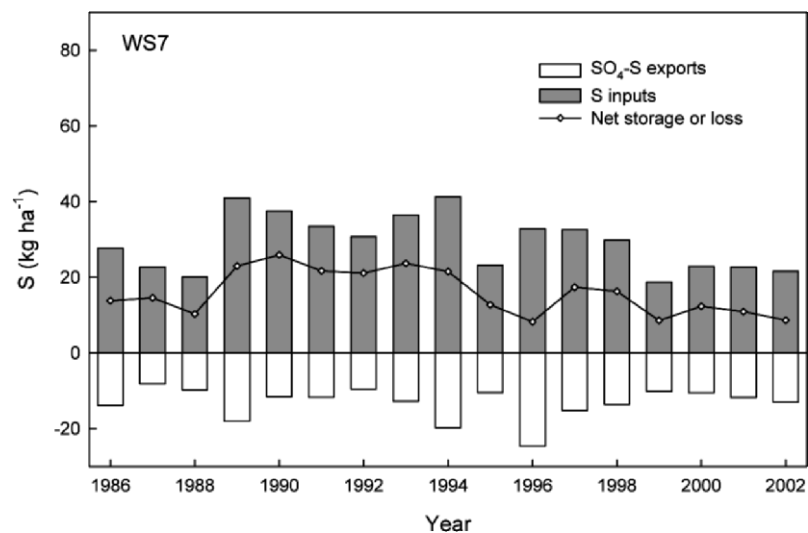 WS7
SO₄-S exports
S inputs
Net storage or loss
80
60
40
20
0
-20
S (kg ha⁻¹)
1986 1988 1990 1992 1994 1996 1998 2000 2002
Year